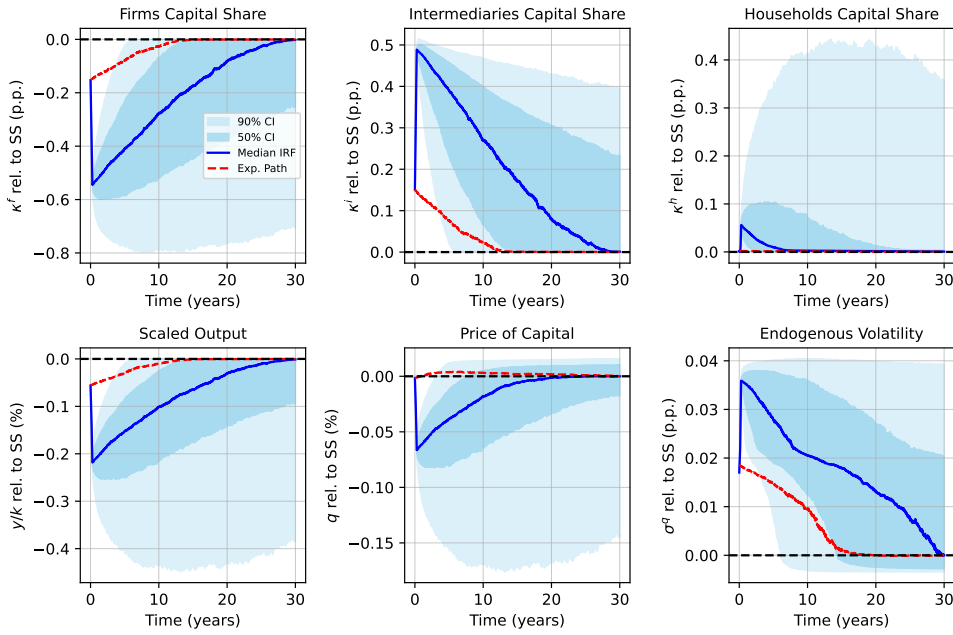 Firms Capital Share
κᶠ rel. to SS (p.p.)
0.0
−0.2
−0.4
−0.6
−0.8
90% CI
50% CI
Median IRF
Exp. Path
0 10 20 30
Time (years)
Intermediaries Capital Share
κⁱ rel. to SS (p.p.)
0.5
0.4
0.3
0.2
0.1
0.0
0 10 20 30
Time (years)
Households Capital Share
κʰ rel. to SS (p.p.)
0.4
0.3
0.2
0.1
0.0
0 10 20 30
Time (years)
Scaled Output
y/k rel. to SS (%)
0.0
−0.1
−0.2
−0.3
−0.4
0 10 20 30
Time (years)
Price of Capital
q rel. to SS (%)
0.00
−0.05
−0.10
−0.15
0 10 20 30
Time (years)
Endogenous Volatility
σ^q rel. to SS (p.p.)
0.04
0.03
0.02
0.01
0.00
0 10 20 30
Time (years)